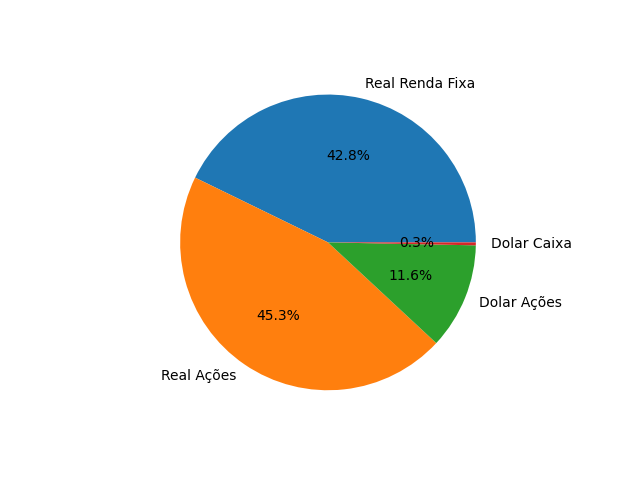 Real Renda Fixa
42.8%
0.3%
Dolar Caixa
11.6%
Dolar Ações
45.3%
Real Ações